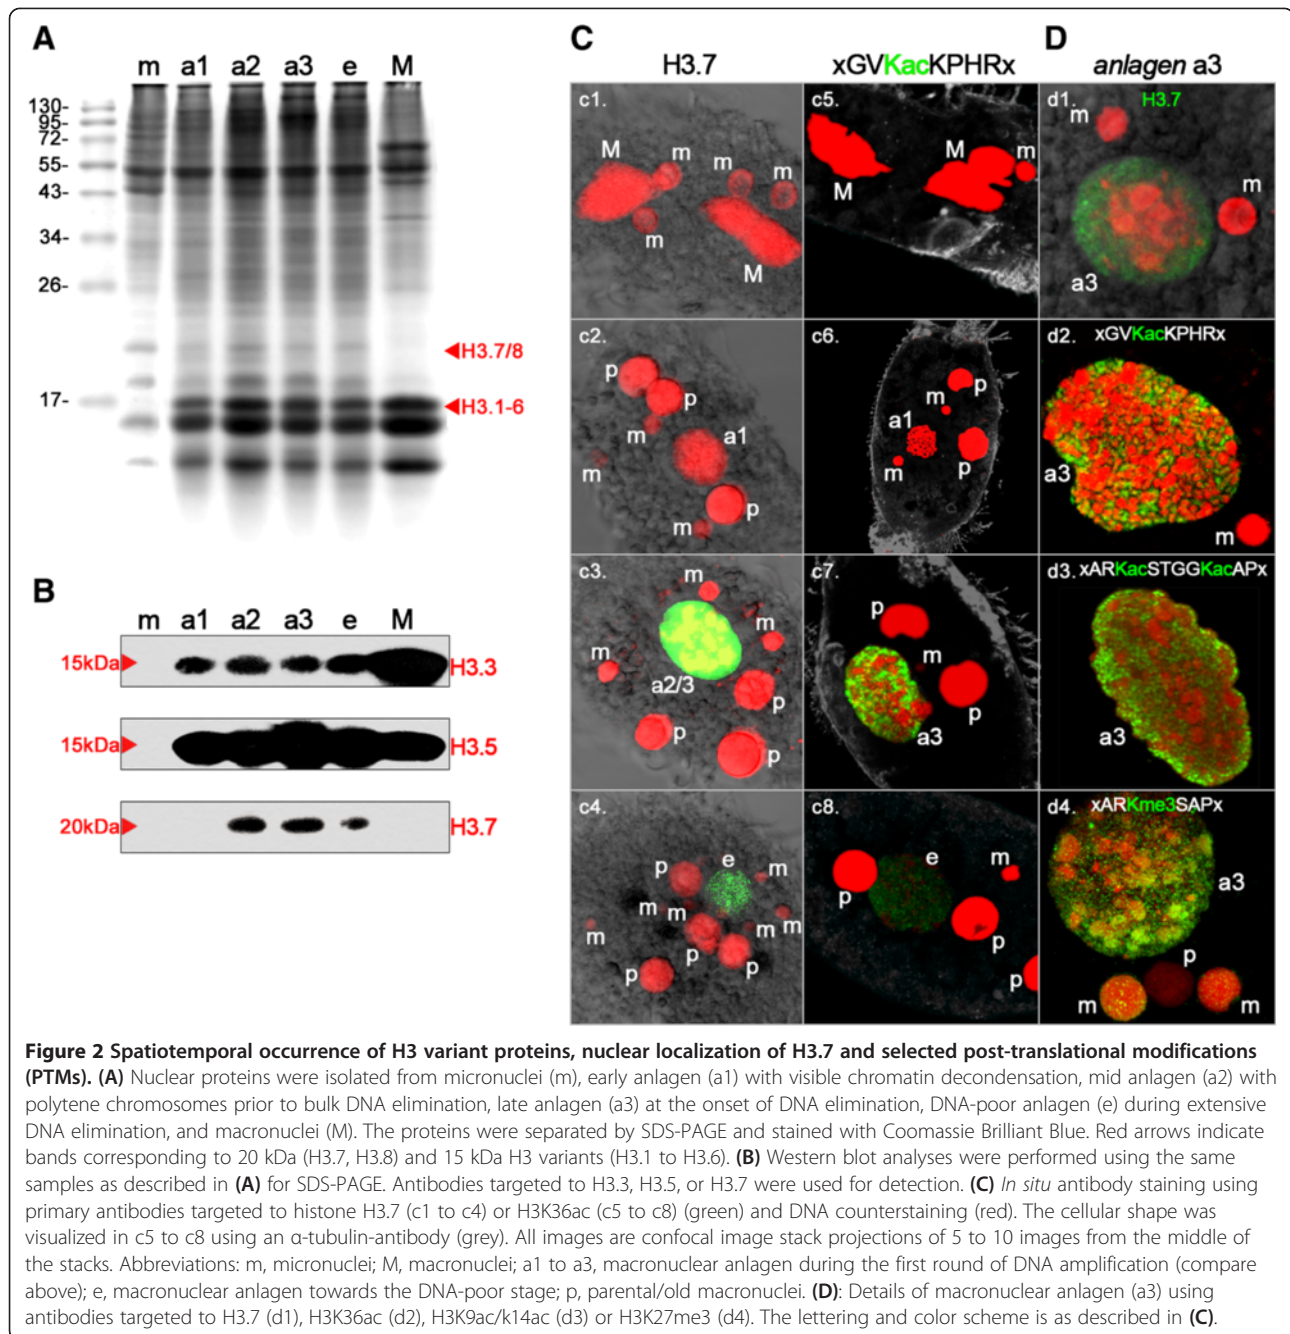 A
m a1 a2 a3 e M
130-
95-
72-
55-
43-
34-
26-
17-
H3.7/8
H3.1-6
B
m a1 a2 a3 e M
15kDa H3.3
15kDa H3.5
20kDa H3.7
C
H3.7 xGVKacKPHRx
c1.
M
m
m
m
m
M
c5.
M
M
m
c2.
p
p
m
a1
m
p
m
c6.
p
m
a1
m
p
c3.
m
m
m
a2/3
p
p
p
c7.
p
m
p
a3
c4.
p
e
m
m
m
m
m
m
p
p
p
c8.
e
m
p
p
p
D
anlagen a3
d1.
H3.7
m
m
a3
d2.
xGVKacKPHRx
a3
m
d3.
xARKacSTGGKacAPx
a3
d4.
xARKme3SAPx
a3
p
m
m
Figure 2 Spatiotemporal occurrence of H3 variant proteins, nuclear localization of H3.7 and selected post-translational modifications
(PTMs). (A) Nuclear proteins were isolated from micronuclei (m), early anlagen (a1) with visible chromatin decondensation, mid anlagen (a2) with
polytene chromosomes prior to bulk DNA elimination, late anlagen (a3) at the onset of DNA elimination, DNA-poor anlagen (e) during extensive
DNA elimination, and macronuclei (M). The proteins were separated by SDS-PAGE and stained with Coomassie Brilliant Blue. Red arrows indicate
bands corresponding to 20 kDa (H3.7, H3.8) and 15 kDa H3 variants (H3.1 to H3.6). (B) Western blot analyses were performed using the same
samples as described in (A) for SDS-PAGE. Antibodies targeted to H3.3, H3.5, or H3.7 were used for detection. (C) In situ antibody staining using
primary antibodies targeted to histone H3.7 (c1 to c4) or H3K36ac (c5 to c8) (green) and DNA counterstaining (red). The cellular shape was
visualized in c5 to c8 using an α-tubulin-antibody (grey). All images are confocal image stack projections of 5 to 10 images from the middle of
the stacks. Abbreviations: m, micronuclei; M, macronuclei; a1 to a3, macronuclear anlagen during the first round of DNA amplification (compare
above); e, macronuclear anlagen towards the DNA-poor stage; p, parental/old macronuclei. (D): Details of macronuclear anlagen (a3) using
antibodies targeted to H3.7 (d1), H3K36ac (d2), H3K9ac/k14ac (d3) or H3K27me3 (d4). The lettering and color scheme is as described in (C).